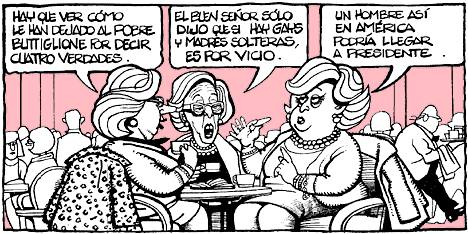 HAY QUE VER CÓMO
LE HAN DEJADO AL POBRE
BUTTIGLIONE POR DECIR
CUATRO VERDADES.
EL BUEN SEÑOR SÓLO
DIJO QUE SI HAY GAYS
Y MADRES SOLTERAS,
ES POR VICIO.
UN HOMBRE ASÍ
EN AMÉRICA
PODRÍA LLEGAR
A PRESIDENTE.